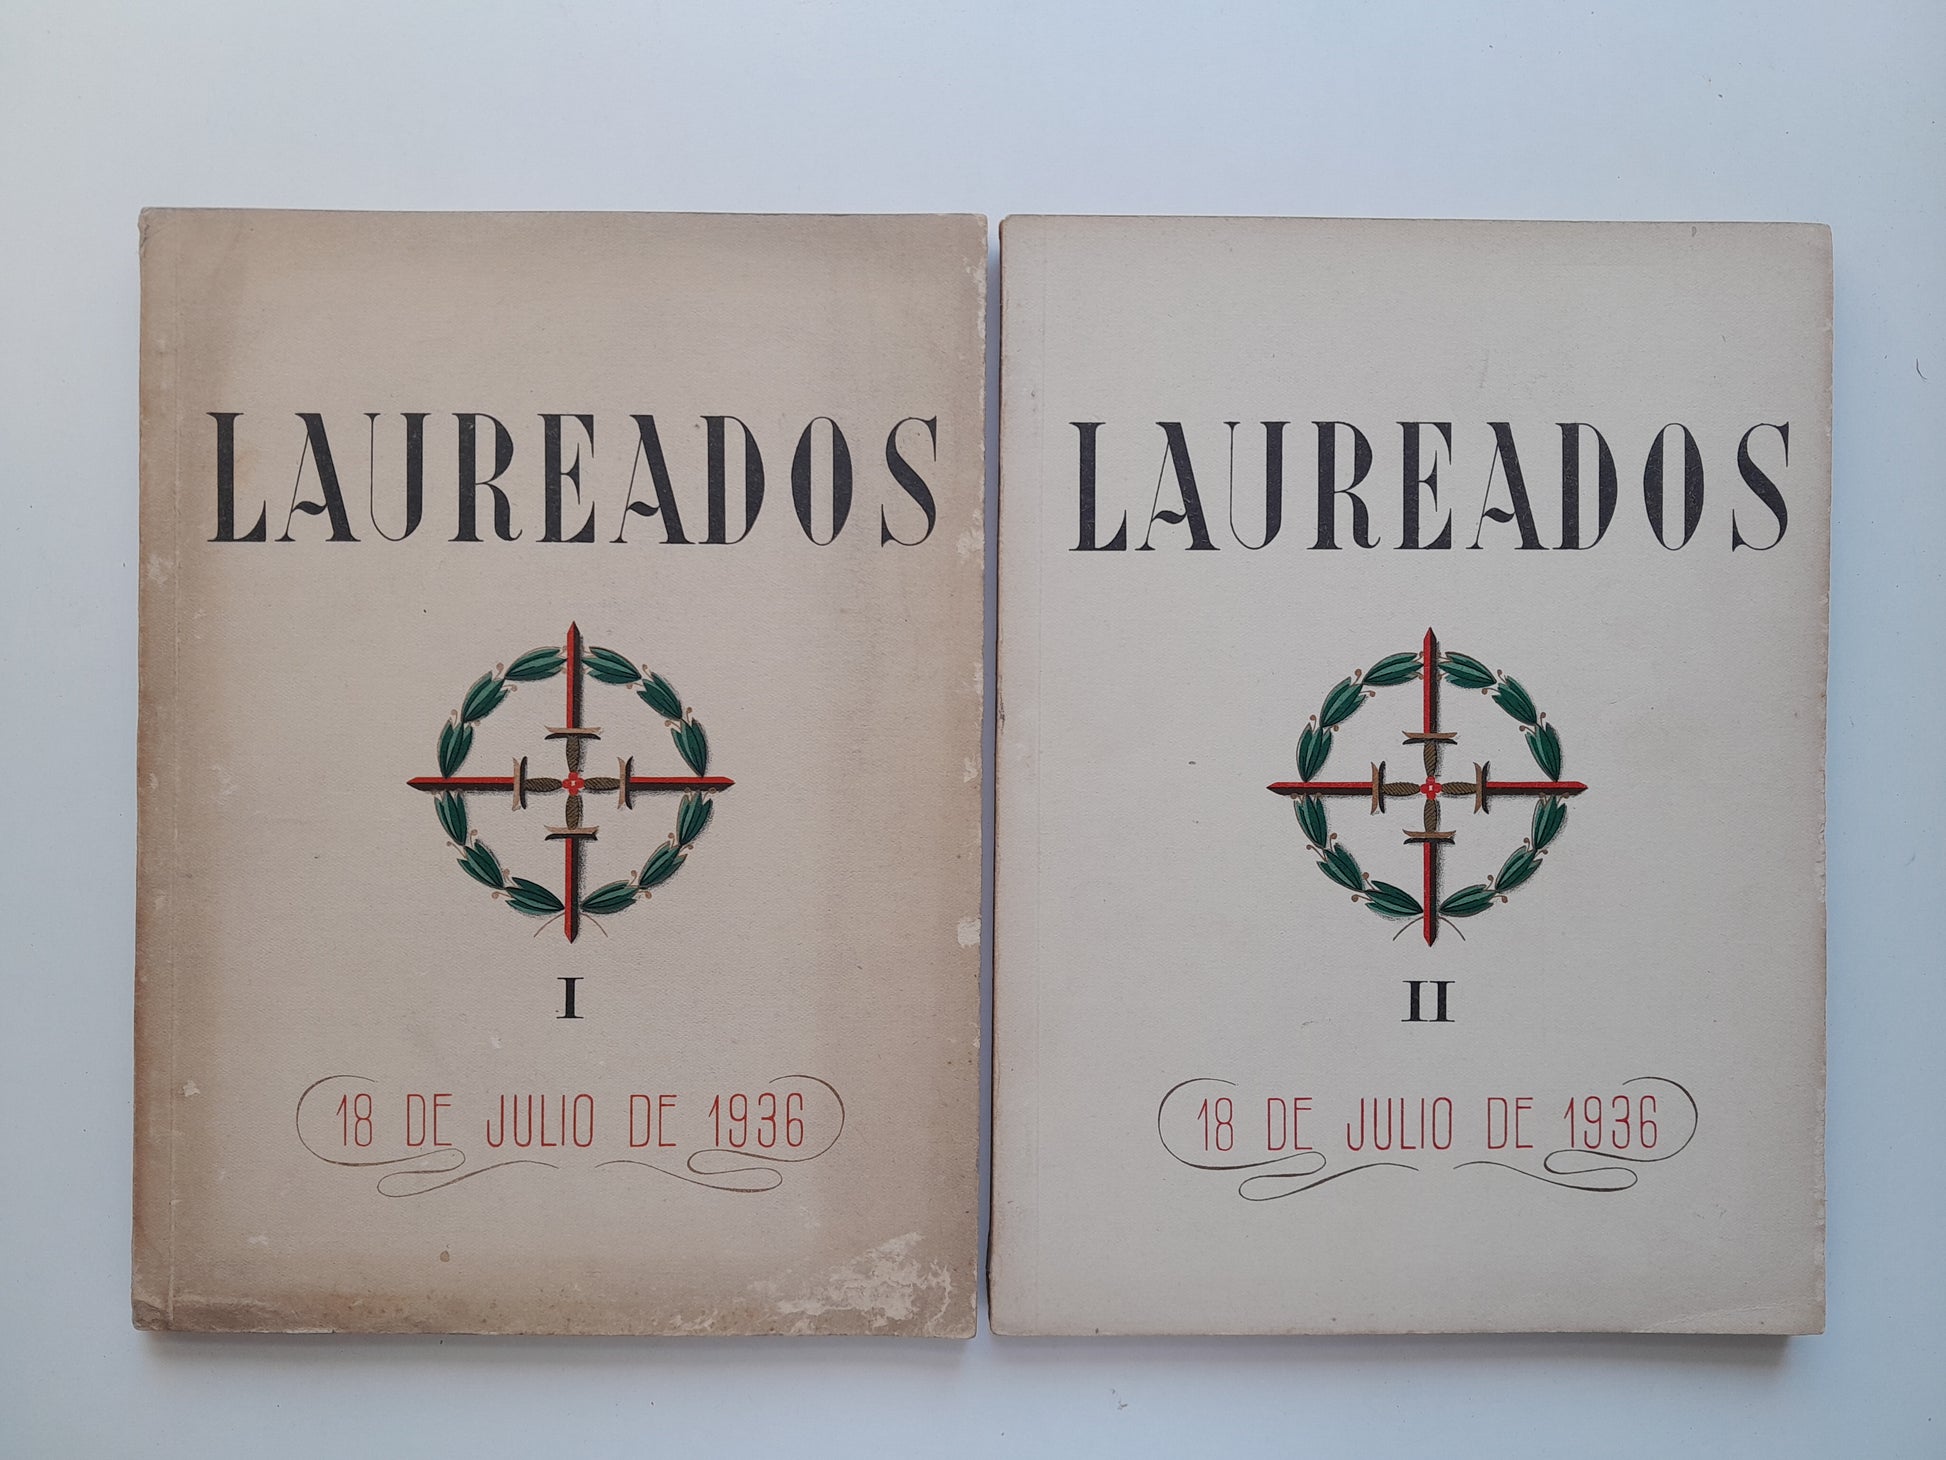 LAUREADOS
I
18 DE JULIO DE 1936
LAUREADOS
II
18 DE JULIO DE 1936